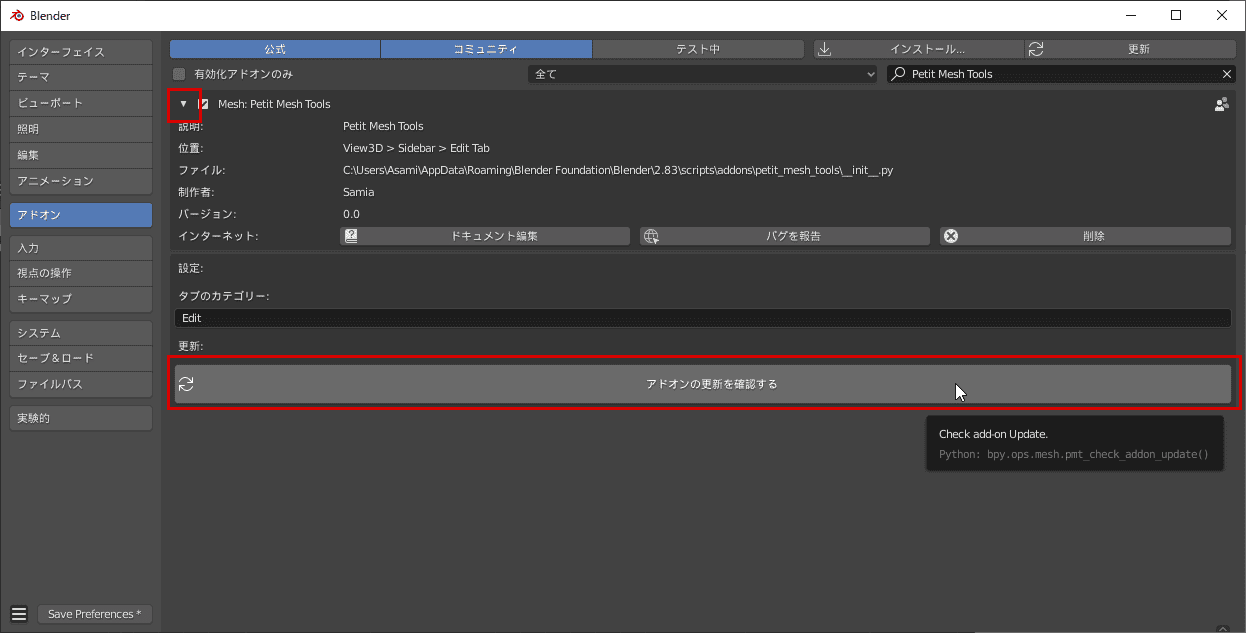 Blender
インターフェイス
テーマ
ビューポート
照明
編集
アニメーション
アドオン
入力
視点の操作
キーマップ
システム
セーブ＆ロード
ファイルパス
実験的
Save Preferences *
公式 コミュニティ テスト中 インストール... 更新
有効化アドオンのみ 全て Petit Mesh Tools
Mesh: Petit Mesh Tools
説明: Petit Mesh Tools
位置: View3D > Sidebar > Edit Tab
ファイル: C:\Users\Asami\AppData\Roaming\Blender Foundation\Blender\2.83\scripts\addons\petit_mesh_tools\__init__.py
制作者: Samia
バージョン: 0.0
インターネット: ドキュメント編集 バグを報告 削除
設定:
タブのカテゴリー:
Edit
更新:
アドオンの更新を確認する
Check add-on Update.
Python: bpy.ops.mesh.pmt_check_addon_update()